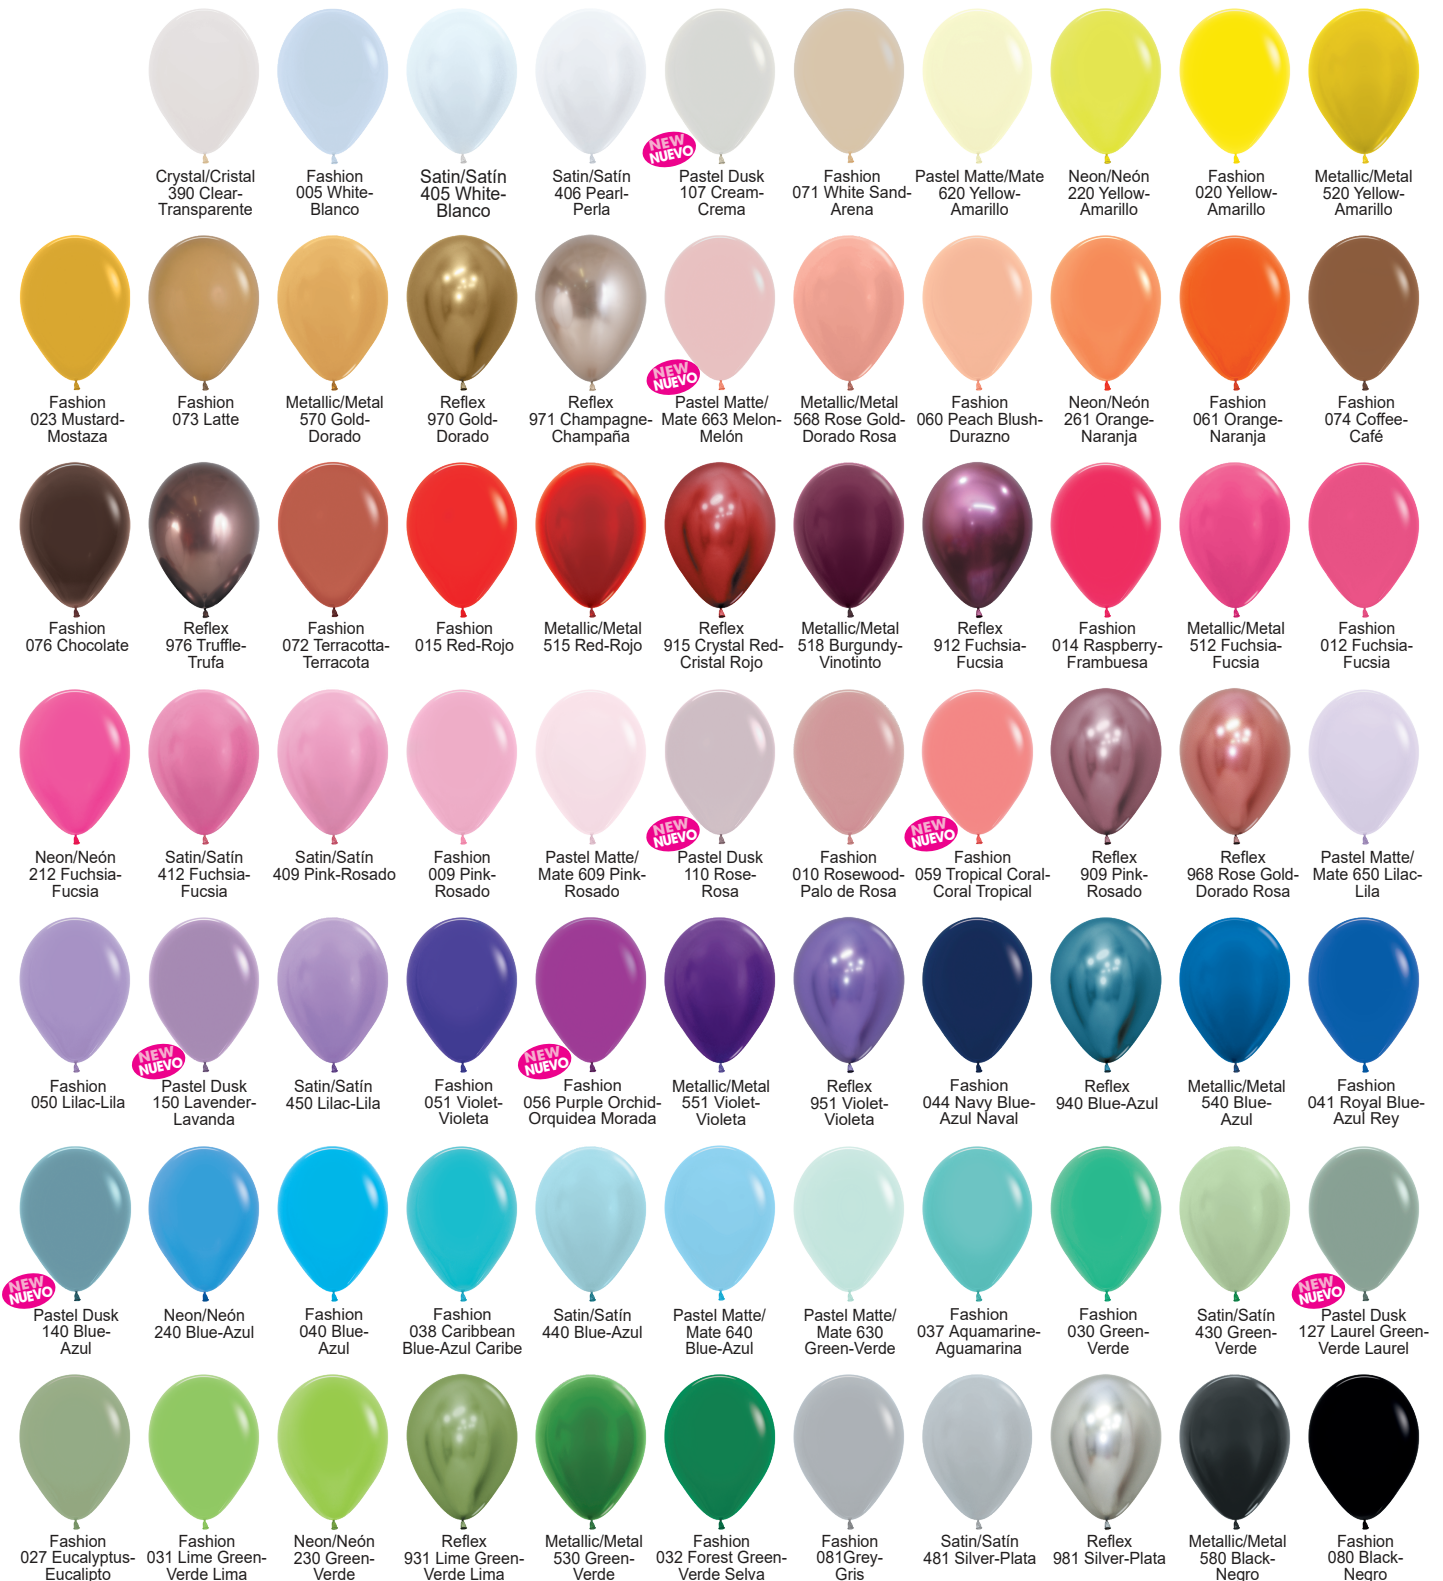 Crystal/Cristal
390 Clear-
Transparente
Fashion
005 White-
Blanco
Satin/Satín
405 White-
Blanco
Satin/Satín
406 Pearl-
Perla
NEW
NUEVO
Pastel Dusk
107 Cream-
Crema
Fashion
071 White Sand-
Arena
Pastel Matte/Mate
620 Yellow-
Amarillo
Neon/Neón
220 Yellow-
Amarillo
Fashion
020 Yellow-
Amarillo
Metallic/Metal
520 Yellow-
Amarillo
Fashion
023 Mustard-
Mostaza
Fashion
073 Latte
Metallic/Metal
570 Gold-
Dorado
Reflex
970 Gold-
Dorado
Reflex
971 Champagne-
Champaña
NEW
NUEVO
Pastel Matte/
Mate 663 Melon-
Melón
Metallic/Metal
568 Rose Gold-
Dorado Rosa
Fashion
060 Peach Blush-
Durazno
Neon/Neón
261 Orange-
Naranja
Fashion
061 Orange-
Naranja
Fashion
074 Coffee-
Café
Fashion
076 Chocolate
Reflex
976 Truffle-
Trufa
Fashion
072 Terracotta-
Terracota
Fashion
015 Red-Rojo
Metallic/Metal
515 Red-Rojo
Reflex
915 Crystal Red-
Cristal Rojo
Metallic/Metal
518 Burgundy-
Vinotinto
Reflex
912 Fuchsia-
Fucsia
Fashion
014 Raspberry-
Frambuesa
Metallic/Metal
512 Fuchsia-
Fucsia
Fashion
012 Fuchsia-
Fucsia
Neon/Neón
212 Fuchsia-
Fucsia
Satin/Satín
412 Fuchsia-
Fucsia
Satin/Satín
409 Pink-Rosado
Fashion
009 Pink-
Rosado
Pastel Matte/
Mate 609 Pink-
Rosado
NEW
NUEVO
Pastel Dusk
110 Rose-
Rosa
Fashion
010 Rosewood-
Palo de Rosa
NEW
NUEVO
Fashion
059 Tropical Coral-
Coral Tropical
Reflex
909 Pink-
Rosado
Reflex
968 Rose Gold-
Dorado Rosa
Pastel Matte/
Mate 650 Lilac-
Lila
Fashion
050 Lilac-Lila
NEW
NUEVO
Pastel Dusk
150 Lavender-
Lavanda
Satin/Satín
450 Lilac-Lila
Fashion
051 Violet-
Violeta
NEW
NUEVO
Fashion
056 Purple Orchid-
Orquidea Morada
Metallic/Metal
551 Violet-
Violeta
Reflex
951 Violet-
Violeta
Fashion
044 Navy Blue-
Azul Naval
Reflex
940 Blue-Azul
Metallic/Metal
540 Blue-
Azul
Fashion
041 Royal Blue-
Azul Rey
NEW
NUEVO
Pastel Dusk
140 Blue-
Azul
Neon/Neón
240 Blue-Azul
Fashion
040 Blue-
Azul
Fashion
038 Caribbean
Blue-Azul Caribe
Satin/Satín
440 Blue-Azul
Pastel Matte/
Mate 640
Blue-Azul
Pastel Matte/
Mate 630
Green-Verde
Fashion
037 Aquamarine-
Aguamarina
Fashion
030 Green-
Verde
Satin/Satín
430 Green-
Verde
NEW
NUEVO
Pastel Dusk
127 Laurel Green-
Verde Laurel
Fashion
027 Eucalyptus-
Eucalipto
Fashion
031 Lime Green-
Verde Lima
Neon/Neón
230 Green-
Verde
Reflex
931 Lime Green-
Verde Lima
Metallic/Metal
530 Green-
Verde
Fashion
032 Forest Green-
Verde Selva
Fashion
081Grey-
Gris
Satin/Satín
481 Silver-Plata
Reflex
981 Silver-Plata
Metallic/Metal
580 Black-
Negro
Fashion
080 Black-
Negro